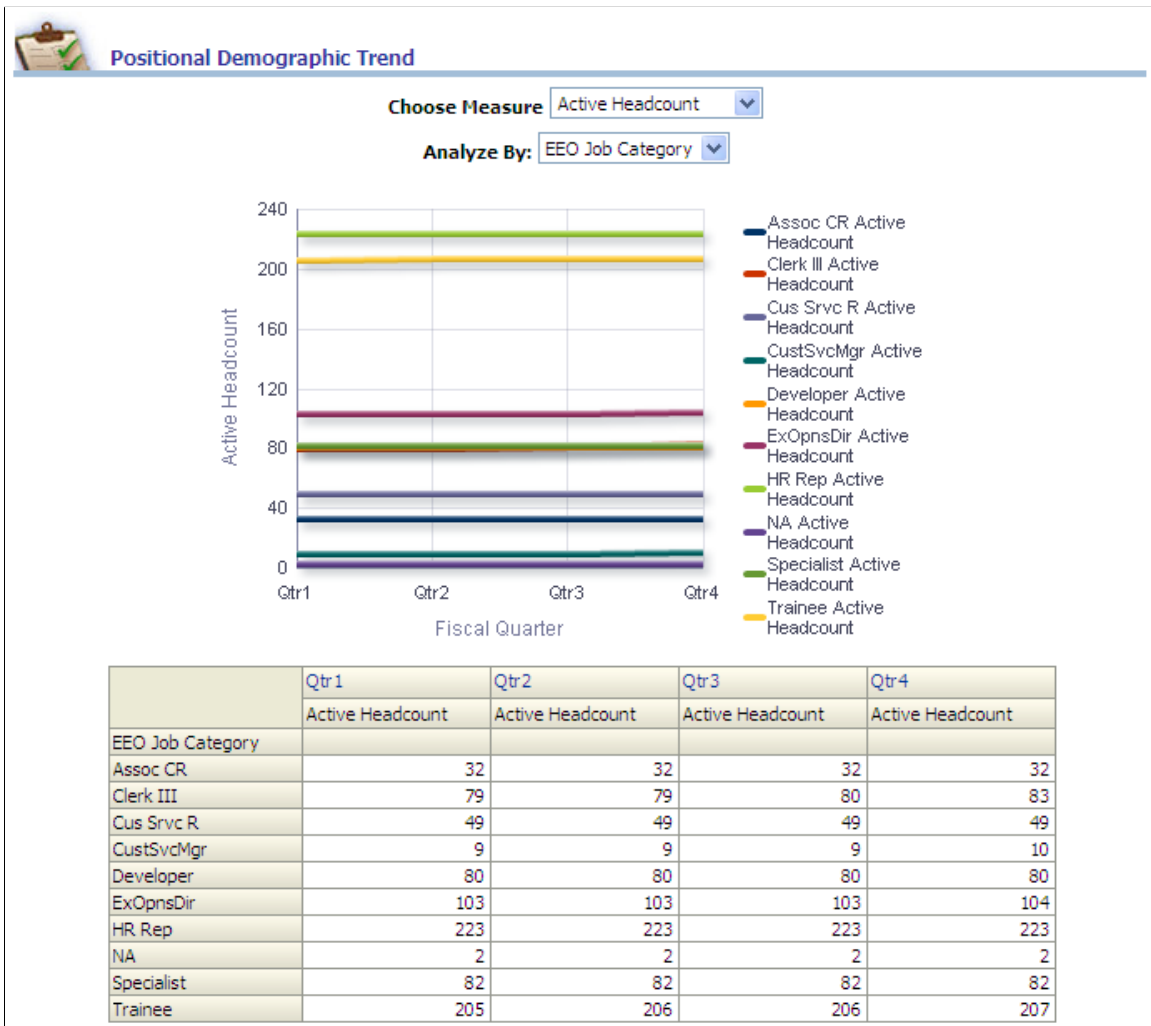 Positional Demographic Trend
Choose Measure Active Headcount
Analyze By: EEO Job Category
240
200
160
120
80
40
0
Active Headcount
Qtr1 Qtr2 Qtr3 Qtr4
Fiscal Quarter
Assoc CR Active
Headcount
Clerk III Active
Headcount
Cus Srvc R Active
Headcount
CustSvcMgr Active
Headcount
Developer Active
Headcount
ExOpnsDir Active
Headcount
HR Rep Active
Headcount
NA Active
Headcount
Specialist Active
Headcount
Trainee Active
Headcount
Qtr1 Qtr2 Qtr3 Qtr4
Active Headcount Active Headcount Active Headcount Active Headcount
EEO Job Category
Assoc CR 32 32 32 32
Clerk III 79 79 80 83
Cus Srvc R 49 49 49 49
CustSvcMgr 9 9 9 10
Developer 80 80 80 80
ExOpnsDir 103 103 103 104
HR Rep 223 223 223 223
NA 2 2 2 2
Specialist 82 82 82 82
Trainee 205 206 206 207